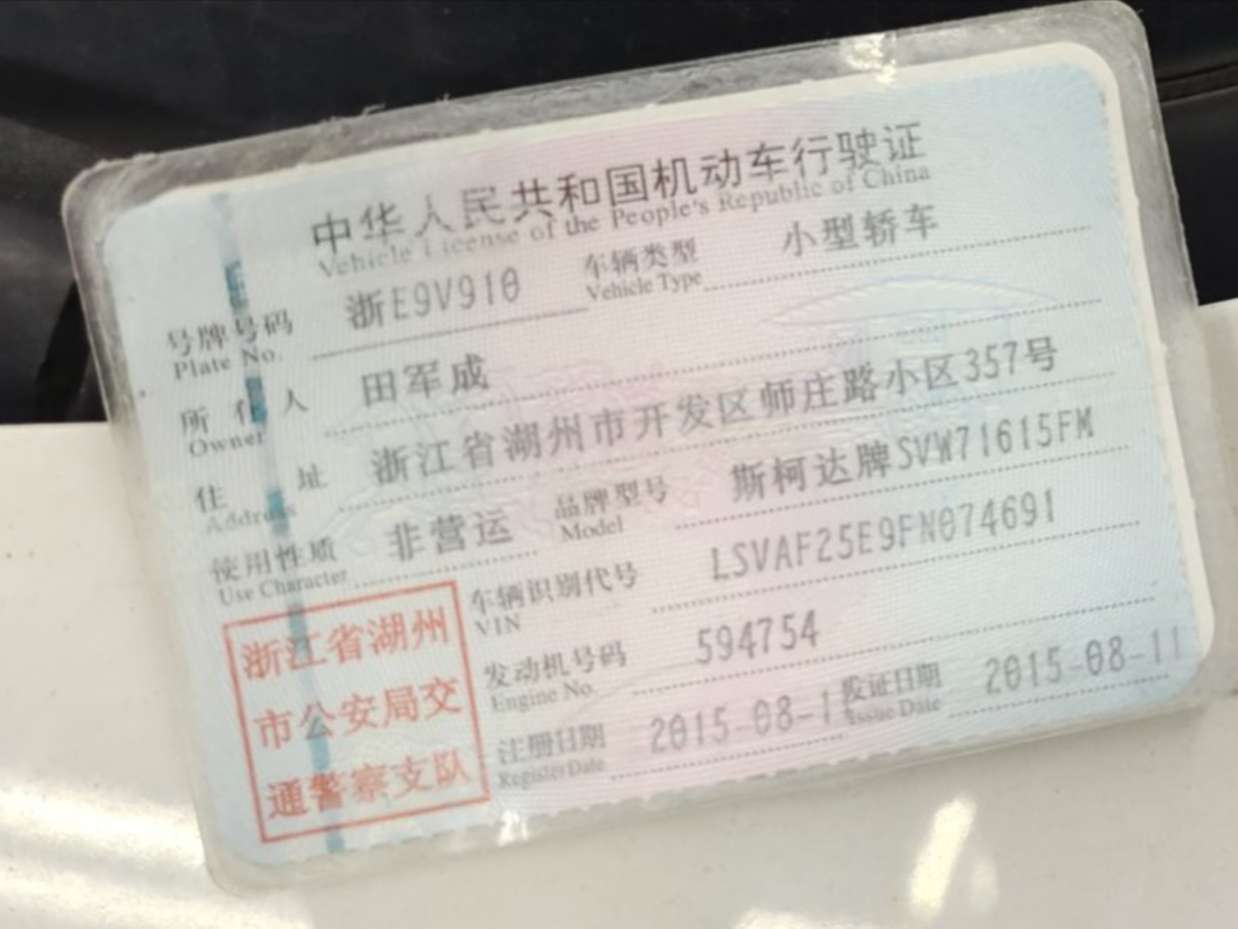 中华人民共和国机动车行驶证
Vehicle License of the People's Republic of China
号牌号码 浙E9V910 车辆类型 小型轿车
Plate No. Vehicle Type
所有人 田军成
Owner
住址 浙江省湖州市开发区师庄路小区357号
Address
使用性质 非营运 品牌型号 斯柯达牌SVW71615FM
Use Character Model
车辆识别代号 LSVAF25E9FN074691
VIN
发动机号码 594754
Engine No.
注册日期 2015-08-11 发证日期 2015-08-11
Register Date Issue Date
浙江省湖州
市公安局交
通警察支队